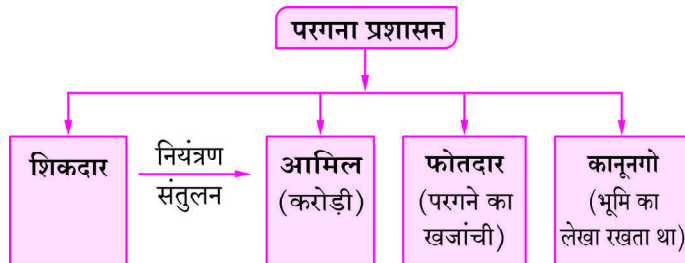 परगना प्रशासन
शिकदार
नियंत्रण
संतुलन
आमिल
(करोड़ी)
फोतदार
(परगने का
खजांची)
कानूनगो
(भूमि का
लेखा रखता था)